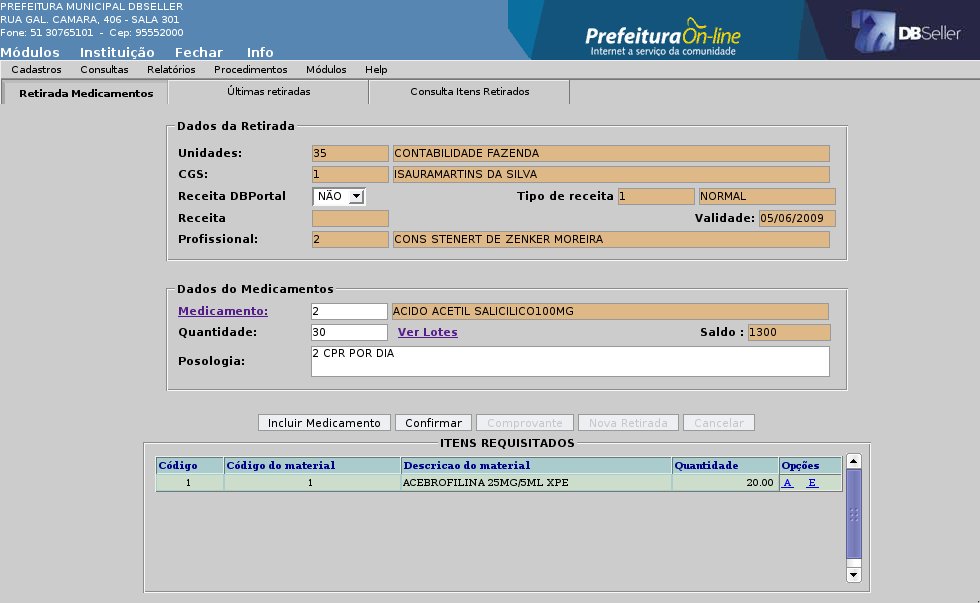 PREFEITURA MUNICIPAL DBSELLER
RUA GAL. CAMARA, 406 - SALA 301
Fone: 51 30765101 - Cep: 95552000
Prefeitura On-line
Internet a serviço da comunidade
DBSeller
Módulos Instituição Fechar Info
Cadastros Consultas Relatórios Procedimentos Módulos Help
Retirada Medicamentos Últimas retiradas Consulta Itens Retirados
Dados da Retirada
Unidades: 35 CONTABILIDADE FAZENDA
CGS: 1 ISAURAMARTINS DA SILVA
Receita DBPortal NÃO Tipo de receita 1 NORMAL
Receita Validade: 05/06/2009
Profissional: 2 CONS STENERT DE ZENKER MOREIRA
Dados do Medicamentos
Medicamento: 2 ACIDO ACETIL SALICILICO100MG
Quantidade: 30 Ver Lotes Saldo : 1300
Posologia: 2 CPR POR DIA
Incluir Medicamento Confirmar Comprovante Nova Retirada Cancelar
ITENS REQUISITADOS
Código Código do material Descricao do material Quantidade Opções
1 1 ACEBROFILINA 25MG/5ML XPE 20.00 A E